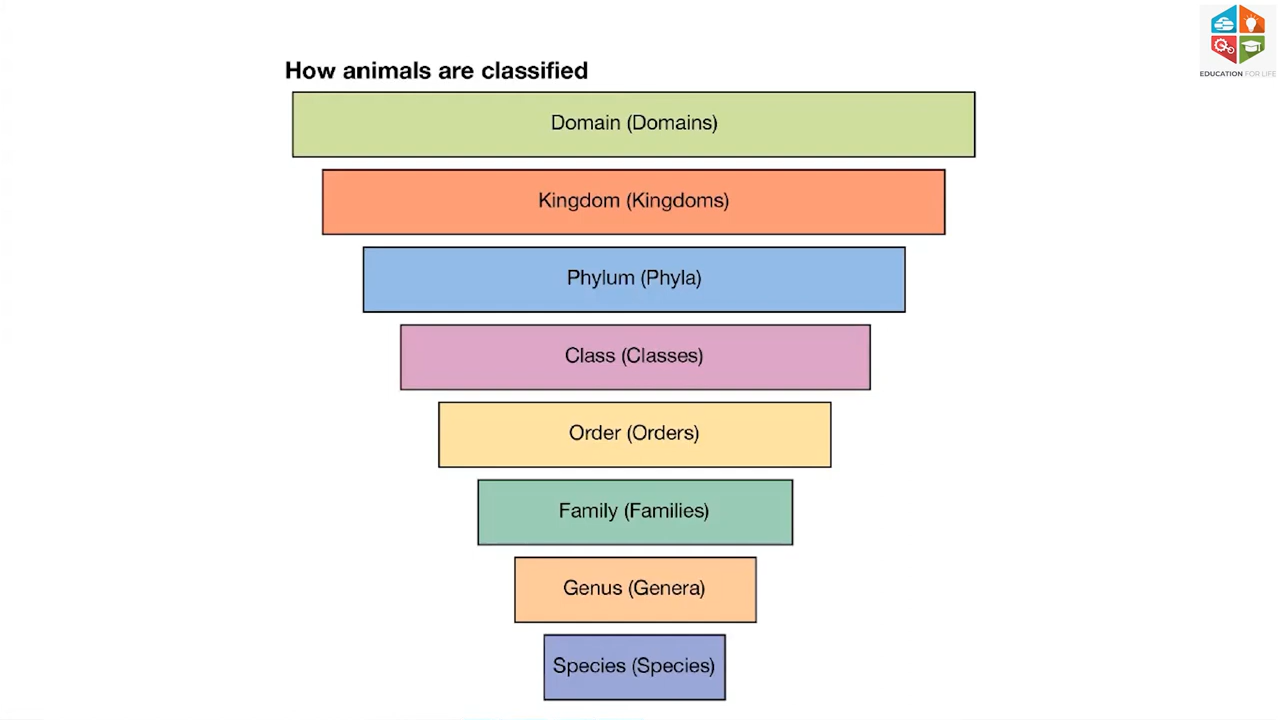 How animals are classified
Domain (Domains)
Kingdom (Kingdoms)
Phylum (Phyla)
Class (Classes)
Order (Orders)
Family (Families)
Genus (Genera)
Species (Species)
EDUCATION FOR LIFE